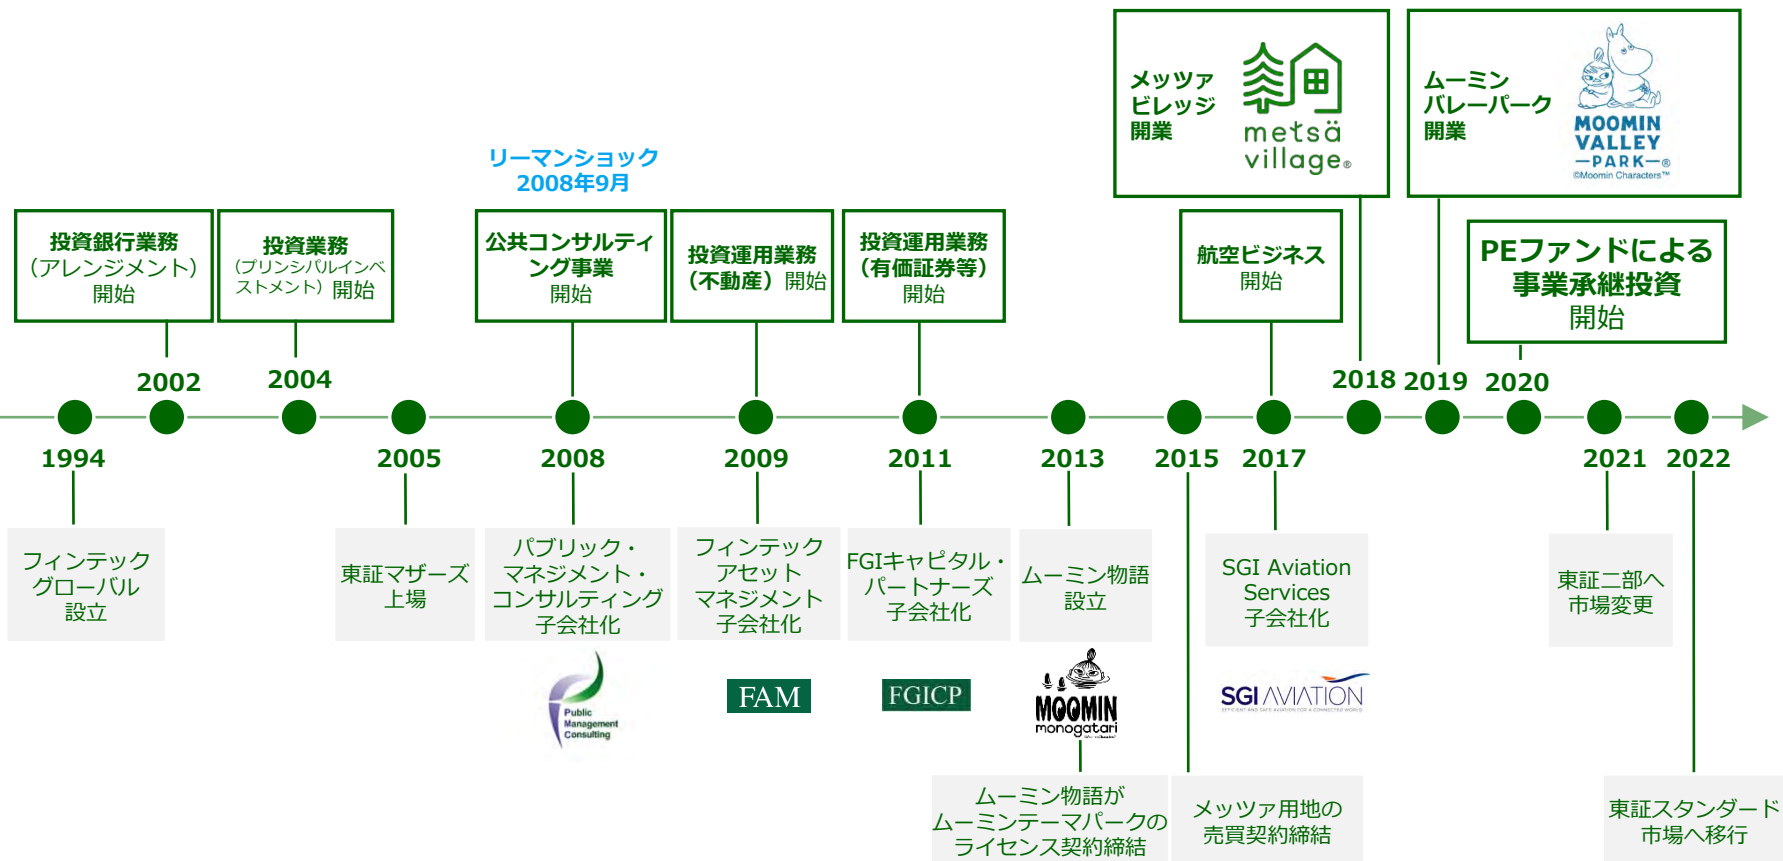 メッツァ
ビレッジ
開業
metsä
village®
ムーミン
バレーパーク
開業
MOOMIN
VALLEY
PARK ®
©Moomin Characters™
リーマンショック
2008年9月
投資銀行業務
（アレンジメント）
開始
投資業務
（プリンシパルインベ
ストメント）開始
公共コンサルティ
ング事業
開始
投資運用業務
（不動産）開始
投資運用業務
（有価証券等）
開始
航空ビジネス
開始
PEファンドによる
事業承継投資
開始
2002
2004
2018
2019
2020
1994
2005
2008
2009
2011
2013
2015
2017
2021
2022
フィンテック
グローバル
設立
東証マザーズ
上場
パブリック・
マネジメント・
コンサルティング
子会社化
フィンテック
アセット
マネジメント
子会社化
FGIキャピタル・
パートナーズ
子会社化
ムーミン物語
設立
SGI Aviation
Services
子会社化
東証二部へ
市場変更
Public
Management
Consulting
FAM
FGICP
MOOMIN
monogatari
SGI AVIATION
EFFICIENT AND SAFE AVIATION FOR A CONNECTED WORLD
ムーミン物語が
ムーミンテーマパークの
ライセンス契約締結
メッツァ用地の
売買契約締結
東証スタンダード
市場へ移行